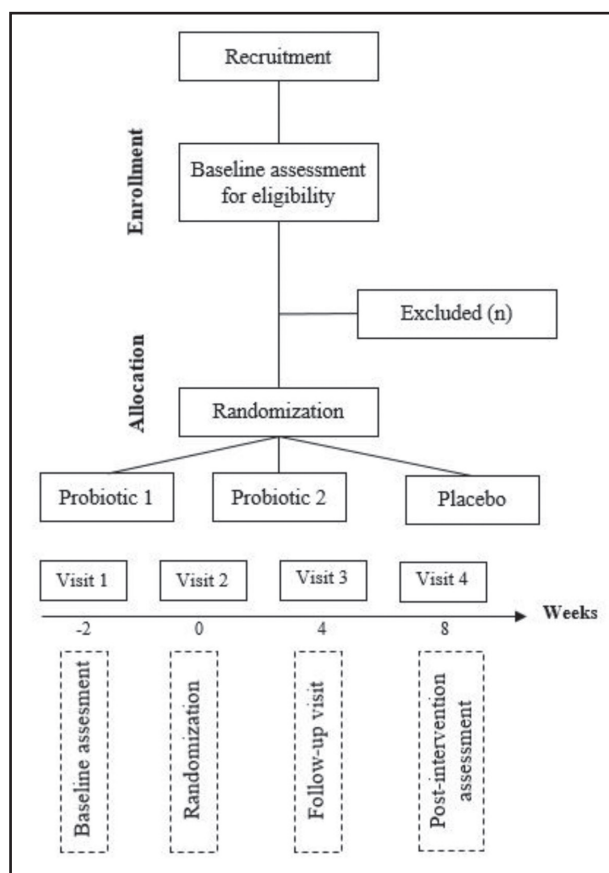 Recruitment
Enrollment
Baseline assessment
for eligibility
Excluded (n)
Allocation
Randomization
Probiotic 1
Probiotic 2
Placebo
Visit 1
Visit 2
Visit 3
Visit 4
Weeks
-2
0
4
8
Baseline assesment
Randomization
Follow-up visit
Post-intervention
assessment